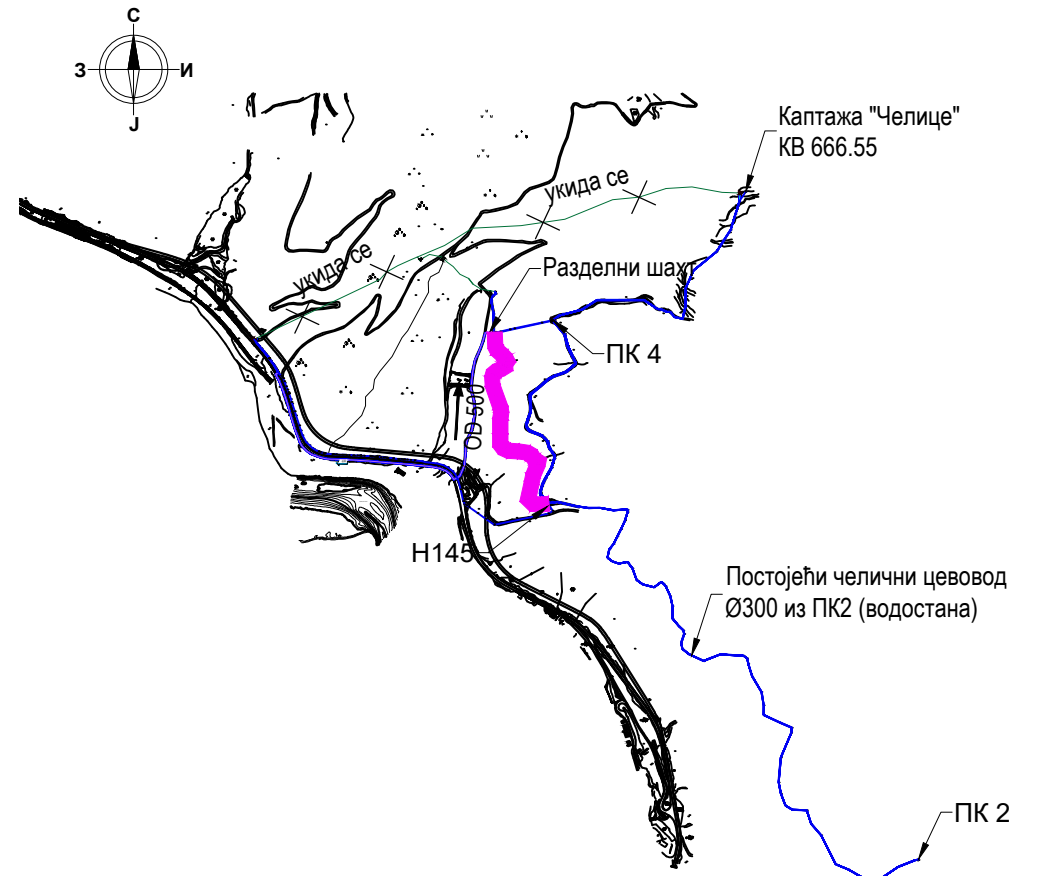 С
З
И
Ј
Каптажа "Челице"
КВ 666.55
укида се
укида се
Разделни шахт
ПК 4
OD 500
Н145
Постојећи челични цевовод
Ø300 из ПК2 (водостана)
ПК 2